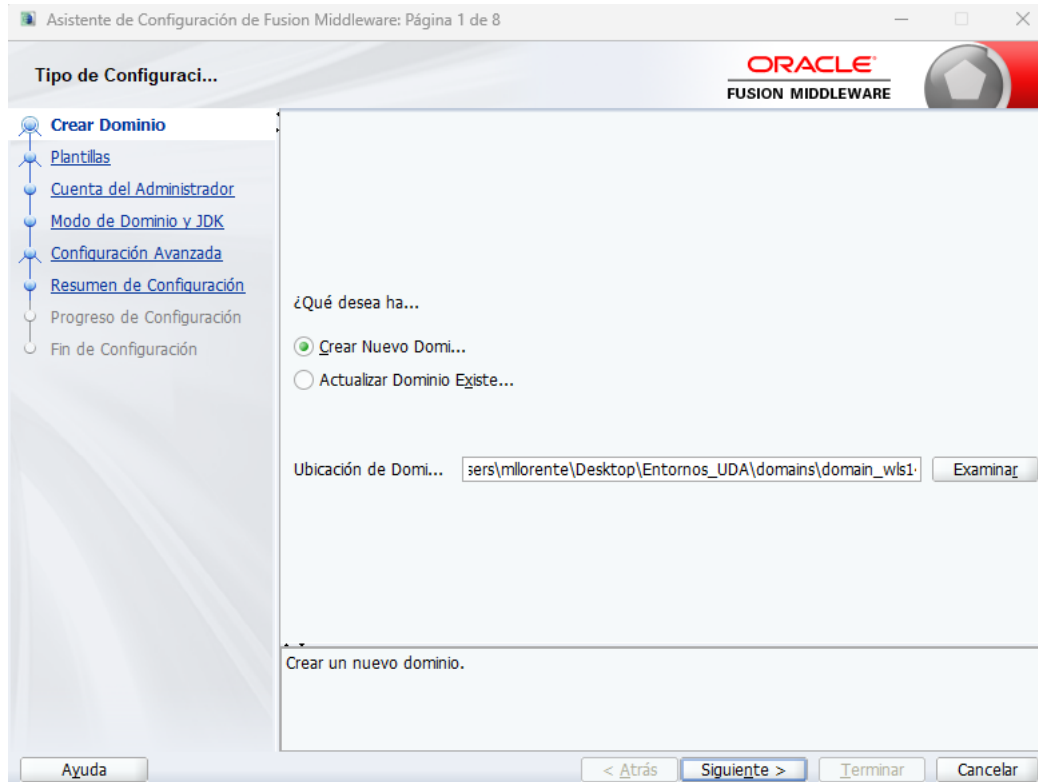 Asistente de Configuración de Fusion Middleware: Página 1 de 8
Tipo de Configuraci...
ORACLE
FUSION MIDDLEWARE
Crear Dominio
Plantillas
Cuenta del Administrador
Modo de Dominio y JDK
Configuración Avanzada
Resumen de Configuración
Progreso de Configuración
Fin de Configuración
¿Qué desea ha...
Crear Nuevo Domi...
Actualizar Dominio Existe...
Ubicación de Domi... sers\mllorente\Desktop\Entornos_UDA\domains\domain_wls1 Examinar
Crear un nuevo dominio.
Ayuda < Atrás Siguiente > Terminar Cancelar